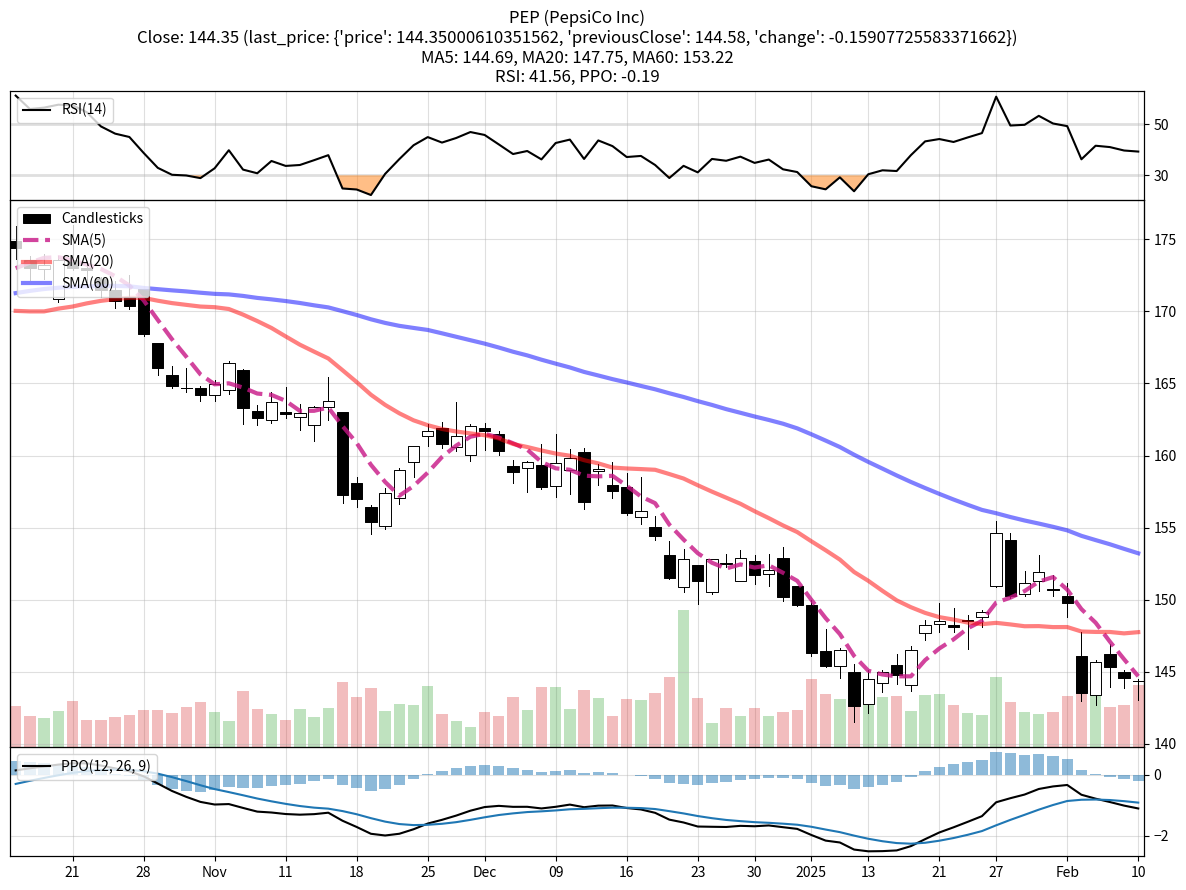 PEP (PepsiCo Inc)
Close: 144.35 (last_price: {'price': 144.35000610351562, 'previousClose': 144.58, 'change': -0.15907725583371662})
MA5: 144.69, MA20: 147.75, MA60: 153.22
RSI: 41.56, PPO: -0.19
RSI(14)
50
30
Candlesticks
SMA(5)
SMA(20)
SMA(60)
175
170
165
160
155
150
145
140
PPO(12, 26, 9)
0
−2
21 28 Nov 11 18 25 Dec 09 16 23 30 2025 13 21 27 Feb 10